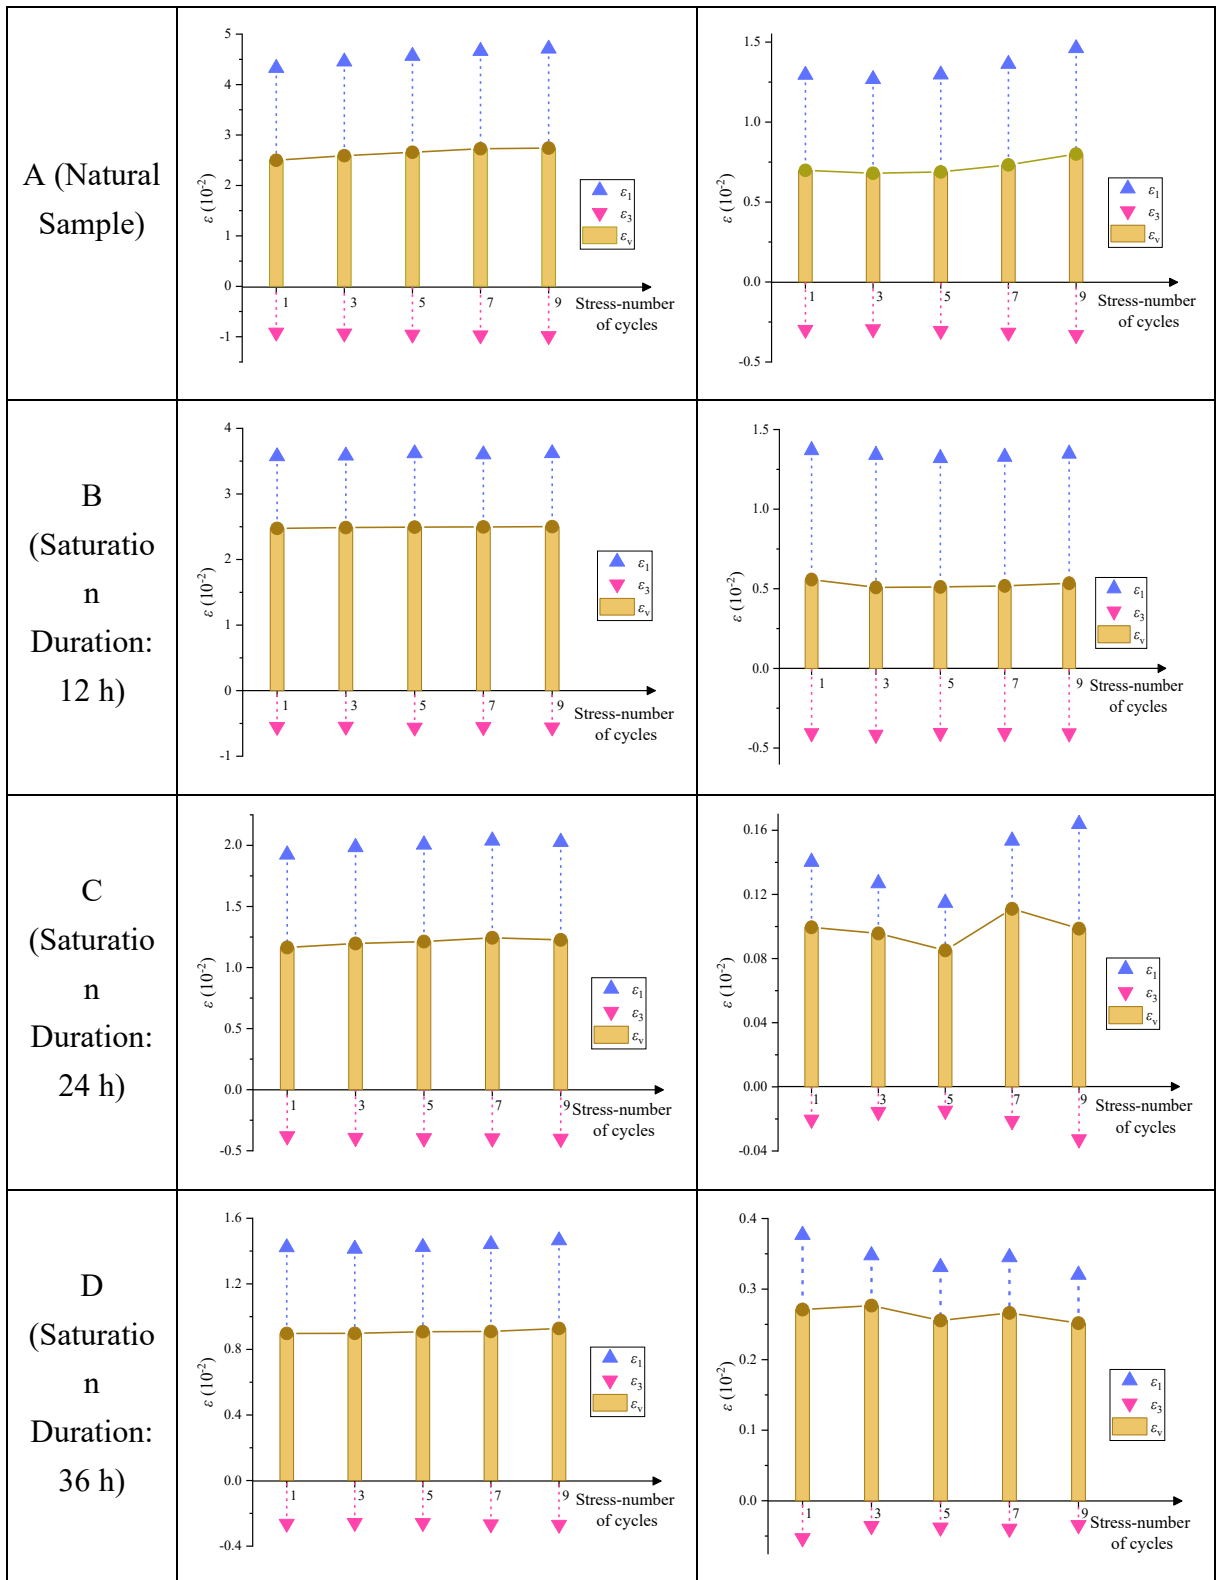 A (Natural
Sample)
5
4
3
2
1
0
-1
ε (10-2)
1 3 5 7 9
Stress-number
of cycles
ε1
ε3
εv
1.5
1.0
0.5
0.0
-0.5
ε (10-2)
1 3 5 7 9
Stress-number
of cycles
ε1
ε3
εv
B
(Saturatio
n
Duration:
12 h)
4
3
2
1
0
-1
ε (10-2)
1 3 5 7 9
Stress-number
of cycles
ε1
ε3
εv
1.5
1.0
0.5
0.0
-0.5
ε (10-2)
1 3 5 7 9
Stress-number
of cycles
ε1
ε3
εv
C
(Saturatio
n
Duration:
24 h)
2.0
1.5
1.0
0.5
0.0
-0.5
ε (10-2)
1 3 5 7 9
Stress-number
of cycles
ε1
ε3
εv
0.16
0.12
0.08
0.04
0.00
-0.04
ε (10-2)
1 3 5 7 9
Stress-number
of cycles
ε1
ε3
εv
D
(Saturatio
n
Duration:
36 h)
1.6
1.2
0.8
0.4
0.0
-0.4
ε (10-2)
1 3 5 7 9
Stress-number
of cycles
ε1
ε3
εv
0.4
0.3
0.2
0.1
0.0
ε (10-2)
1 3 5 7 9
Stress-number
of cycles
ε1
ε3
εv